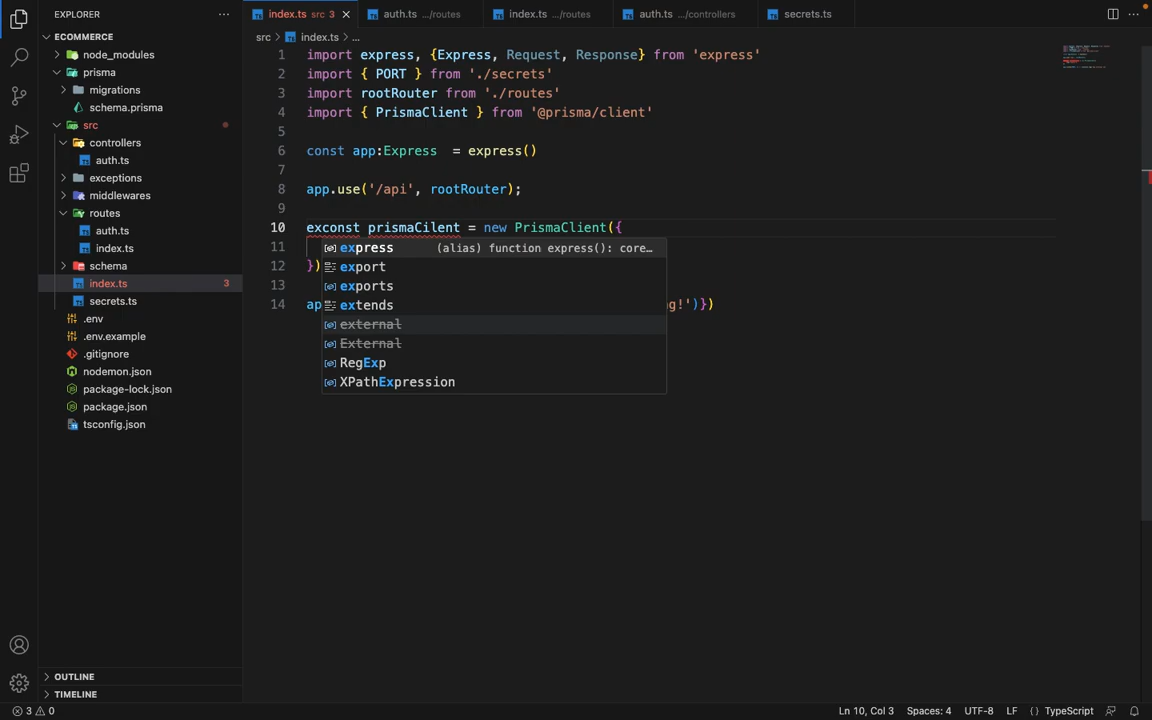 EXPLORER
ECOMMERCE
node_modules
prisma
migrations
schema.prisma
src
controllers
auth.ts
exceptions
middlewares
routes
auth.ts
index.ts
schema
index.ts 3
secrets.ts
.env
.env.example
.gitignore
nodemon.json
package-lock.json
package.json
tsconfig.json
OUTLINE
TIMELINE
index.ts src 3
auth.ts .../routes
index.ts .../routes
auth.ts .../controllers
secrets.ts
src > index.ts > ...
1 import express, {Express, Request, Response} from 'express'
2 import { PORT } from './secrets'
3 import rootRouter from './routes'
4 import { PrismaClient } from '@prisma/client'
5
6 const app:Express = express()
7
8 app.use('/api', rootRouter);
9
10 exconst prismaCilent = new PrismaClient({
11
12 })
13
14 ap g!')})
express (alias) function express(): core…
export
exports
extends
external
External
RegExp
XPathExpression
3 0
Ln 10, Col 3
Spaces: 4
UTF-8
LF
{ } TypeScript